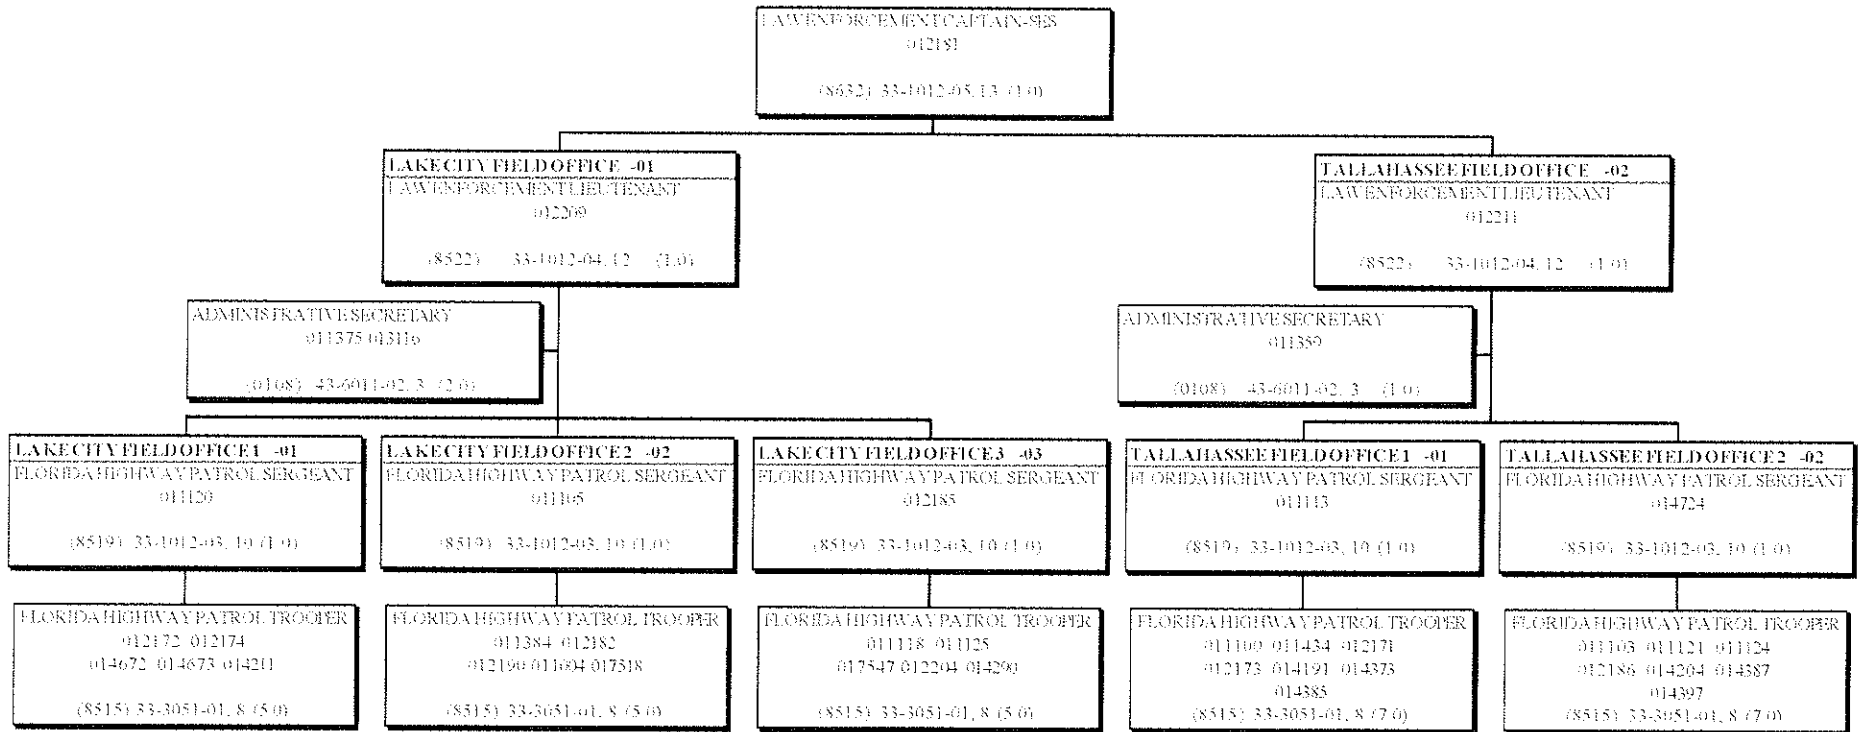 LAW ENFORCEMENT CAPTAIN-SES
012181
(8632) 33-1012-05, 13 (1.0)
LAKE CITY FIELD OFFICE -01
LAW ENFORCEMENT LIEUTENANT
012209
(8522) 33-1012-04, 12 (1.0)
TALLAHASSEE FIELD OFFICE -02
LAW ENFORCEMENT LIEUTENANT
012211
(8522) 33-1012-04, 12 (1.0)
ADMINISTRATIVE SECRETARY
011375 013116
(0108) 43-6011-02, 3 (2.0)
ADMINISTRATIVE SECRETARY
011359
(0108) 43-6011-02, 3 (1.0)
LAKE CITY FIELD OFFICE 1 -01
FLORIDA HIGHWAY PATROL SERGEANT
011120
(8519) 33-1012-03, 10 (1.0)
LAKE CITY FIELD OFFICE 2 -02
FLORIDA HIGHWAY PATROL SERGEANT
011105
(8519) 33-1012-03, 10 (1.0)
LAKE CITY FIELD OFFICE 3 -03
FLORIDA HIGHWAY PATROL SERGEANT
012185
(8519) 33-1012-03, 10 (1.0)
TALLAHASSEE FIELD OFFICE 1 -01
FLORIDA HIGHWAY PATROL SERGEANT
011113
(8519) 33-1012-03, 10 (1.0)
TALLAHASSEE FIELD OFFICE 2 -02
FLORIDA HIGHWAY PATROL SERGEANT
014724
(8519) 33-1012-03, 10 (1.0)
FLORIDA HIGHWAY PATROL TROOPER
012172 012174
014672 014673 014211
(8515) 33-3051-01, 8 (5.0)
FLORIDA HIGHWAY PATROL TROOPER
011384 012182
012190 017518
(8515) 33-3051-01, 8 (5.0)
FLORIDA HIGHWAY PATROL TROOPER
011118 011125
017547 012204 014290
(8515) 33-3051-01, 8 (5.0)
FLORIDA HIGHWAY PATROL TROOPER
011100 011434 012171
012173 014191 014373
014385
(8515) 33-3051-01, 8 (7.0)
FLORIDA HIGHWAY PATROL TROOPER
011103 011121 011124
012186 014204 014387
014397
(8515) 33-3051-01, 8 (7.0)